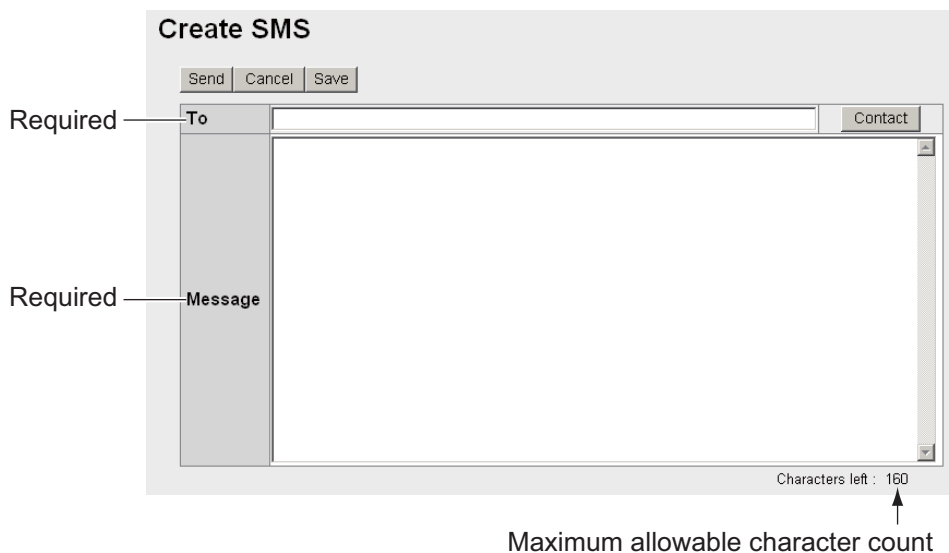 Create SMS
Send Cancel Save
Required To Contact
Required Message
Characters left : 160
Maximum allowable character count